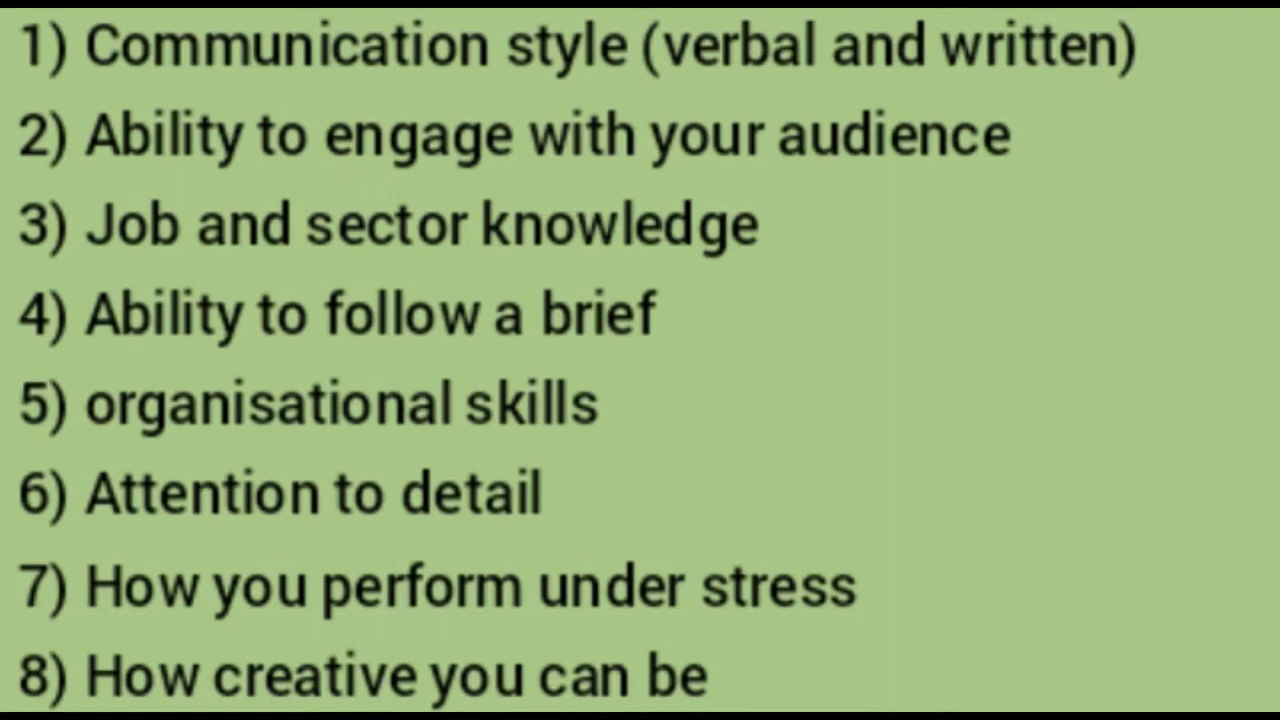 1) Communication style (verbal and written)
2) Ability to engage with your audience
3) Job and sector knowledge
4) Ability to follow a brief
5) organisational skills
6) Attention to detail
7) How you perform under stress
8) How creative you can be